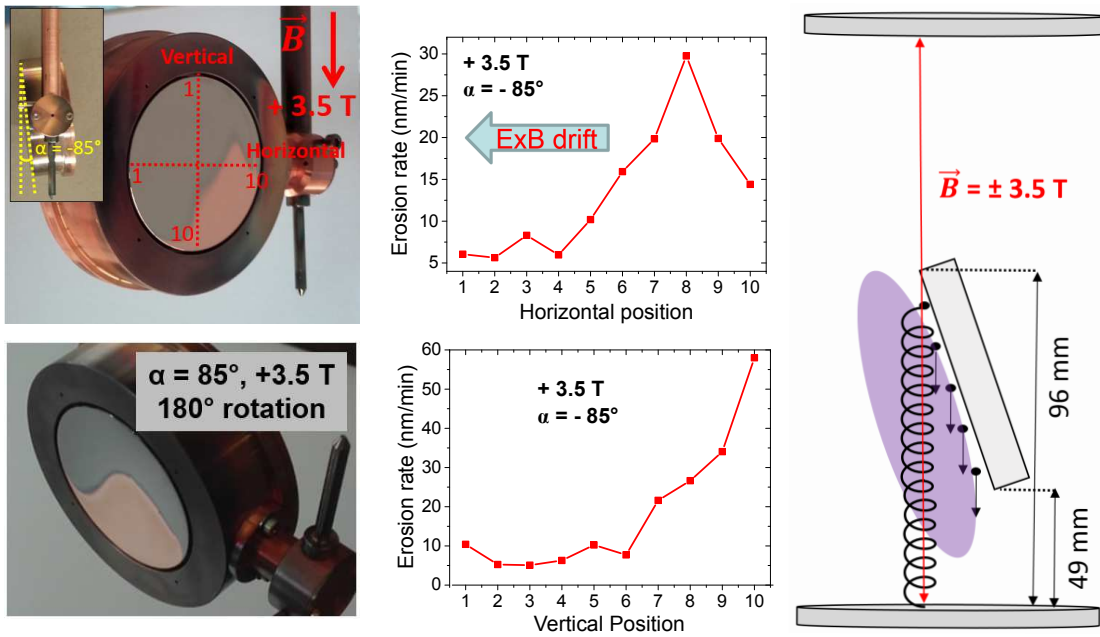 α = -85°
B
+ 3.5 T
Vertical
1
Horizontal
1
10
10
α = 85°, +3.5 T
180° rotation
+ 3.5 T
α = - 85°
ExB drift
Erosion rate (nm/min)
30
25
20
15
10
5
1 2 3 4 5 6 7 8 9 10
Horizontal position
+ 3.5 T
α = - 85°
Erosion rate (nm/min)
60
50
40
30
20
10
0
1 2 3 4 5 6 7 8 9 10
Vertical Position
B = ± 3.5 T
96 mm
49 mm